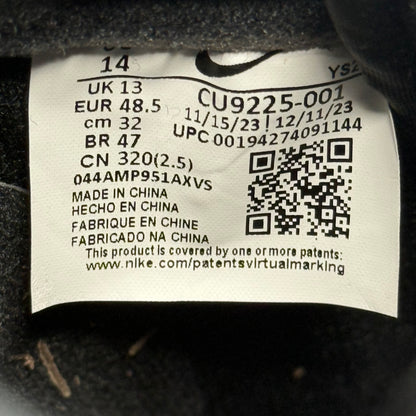 14
YS2
UK 13
CU9225-001
EUR 48.5
11/15/23 | 12/11/23
cm 32
UPC 00194274091144
BR 47
CN 320(2.5)
044AMP951AXVS
MADE IN CHINA
HECHO EN CHINA
FABRIQUE EN CHINE
FABRICADO NA CHINA
This product is covered by one or more patents:
www.nike.com/patentsvirtualmarking